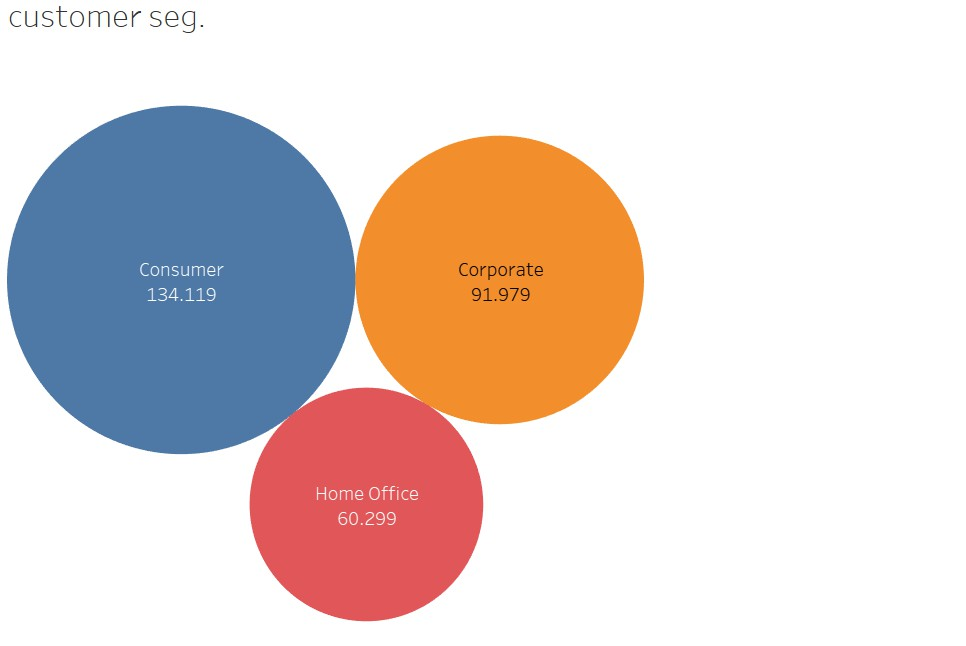 customer seg.
Consumer
134.119
Corporate
91.979
Home Office
60.299